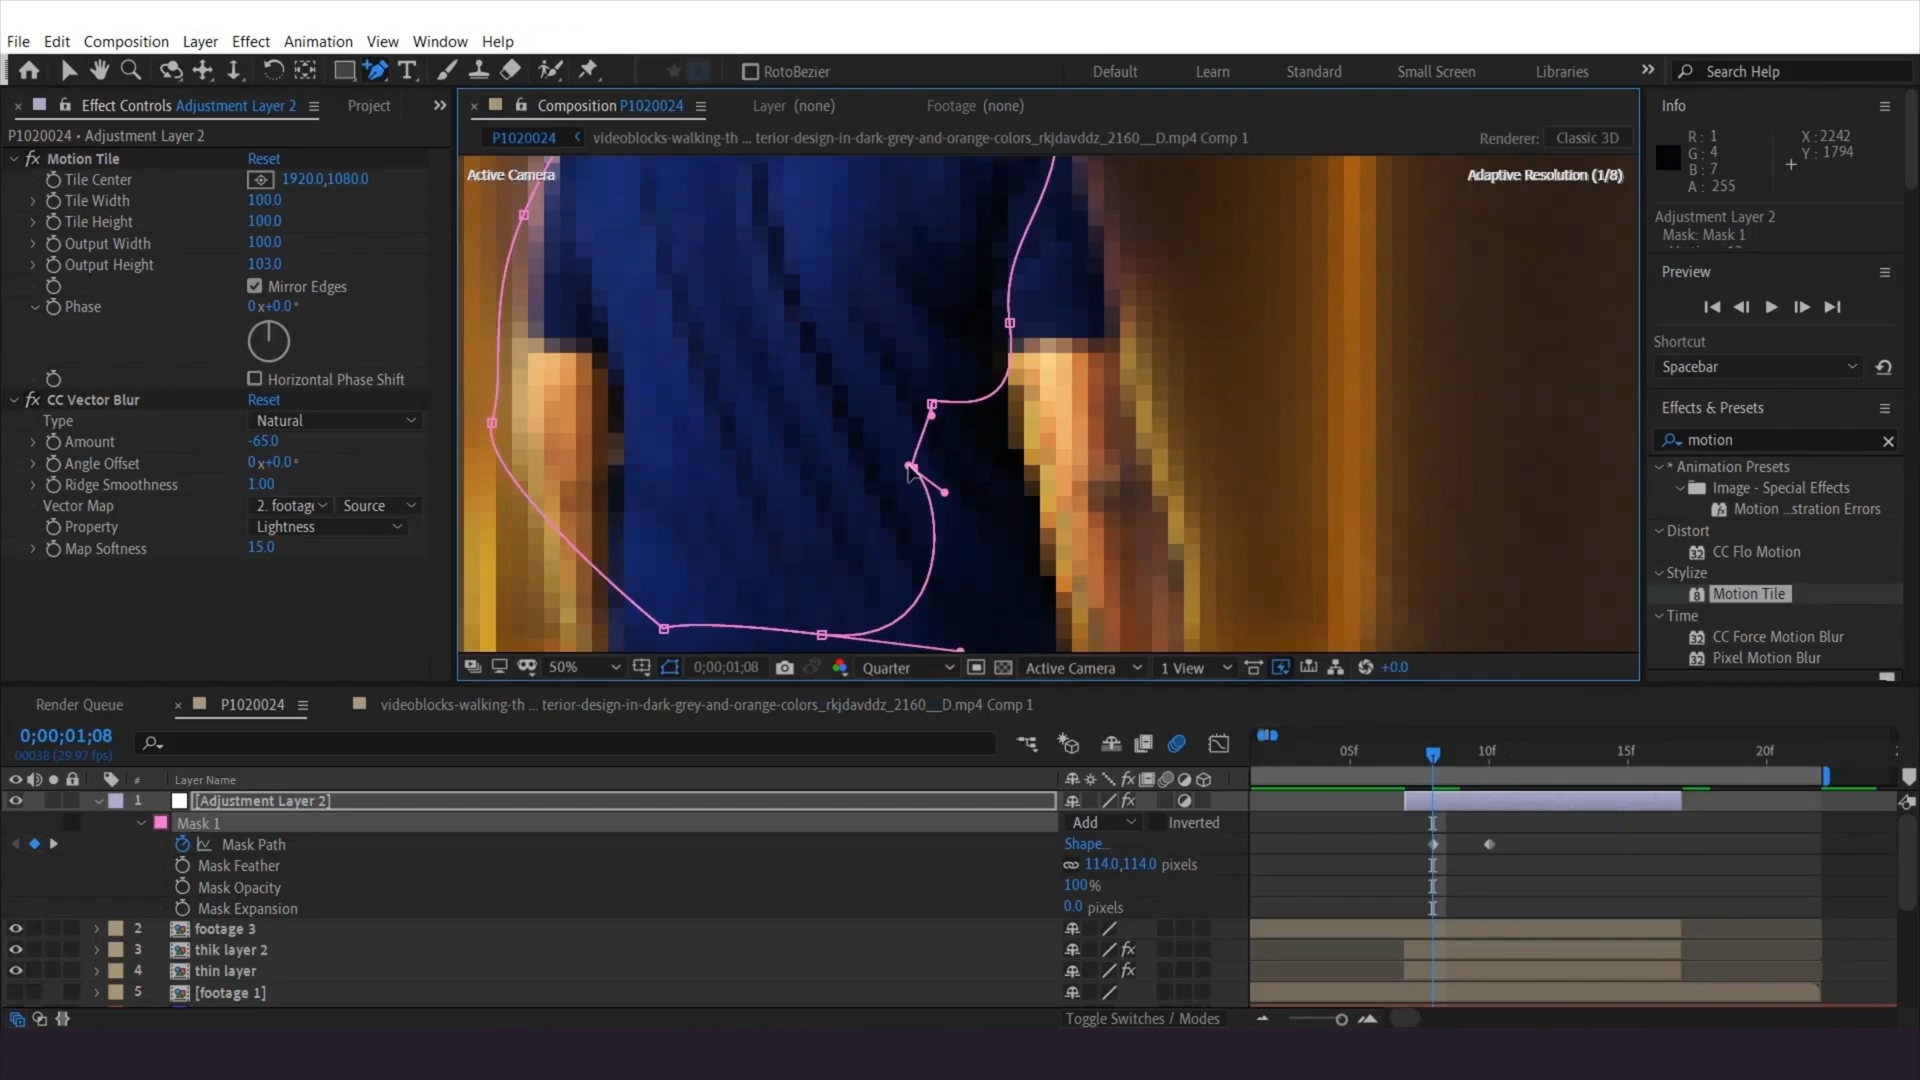 File Edit Composition Layer Effect Animation View Window Help
RotoBezier
Default Learn Standard Small Screen Libraries
Search Help
Effect Controls Adjustment Layer 2 Project
P1020024 • Adjustment Layer 2
fx Motion Tile Reset
Tile Center 1920.0,1080.0
Tile Width 100.0
Tile Height 100.0
Output Width 100.0
Output Height 103.0
Mirror Edges
Phase 0x+0.0°
Horizontal Phase Shift
fx CC Vector Blur Reset
Type Natural
Amount -65.0
Angle Offset 0x+0.0°
Ridge Smoothness 1.00
Vector Map 2. footage Source
Property Lightness
Map Softness 15.0
Composition P1020024 Layer (none) Footage (none)
P1020024 videoblocks-walking-th ... terior-design-in-dark-grey-and-orange-colors_rkjdavddz_2160__D.mp4 Comp 1
Renderer: Classic 3D
Active Camera Adaptive Resolution (1/8)
50% 0;00;01;08 Quarter Active Camera 1 View +0.0
Info
R: 1
G: 4
B: 7
A: 255
X: 2242
Y: 1794
Adjustment Layer 2
Mask: Mask 1
Preview
Shortcut
Spacebar
Effects & Presets
motion
* Animation Presets
Image - Special Effects
Motion ...stration Errors
Distort
CC Flo Motion
Stylize
Motion Tile
Time
CC Force Motion Blur
Pixel Motion Blur
Render Queue P1020024 videoblocks-walking-th ... terior-design-in-dark-grey-and-orange-colors_rkjdavddz_2160__D.mp4 Comp 1
0;00;01;08
00038 (29.97 fps)
05f 10f 15f 20f
# Layer Name
1 [Adjustment Layer 2]
Mask 1 Add Inverted
Mask Path Shape...
Mask Feather 114.0,114.0 pixels
Mask Opacity 100%
Mask Expansion 0.0 pixels
2 footage 3
3 thik layer 2
4 thin layer
5 [footage 1]
Toggle Switches / Modes